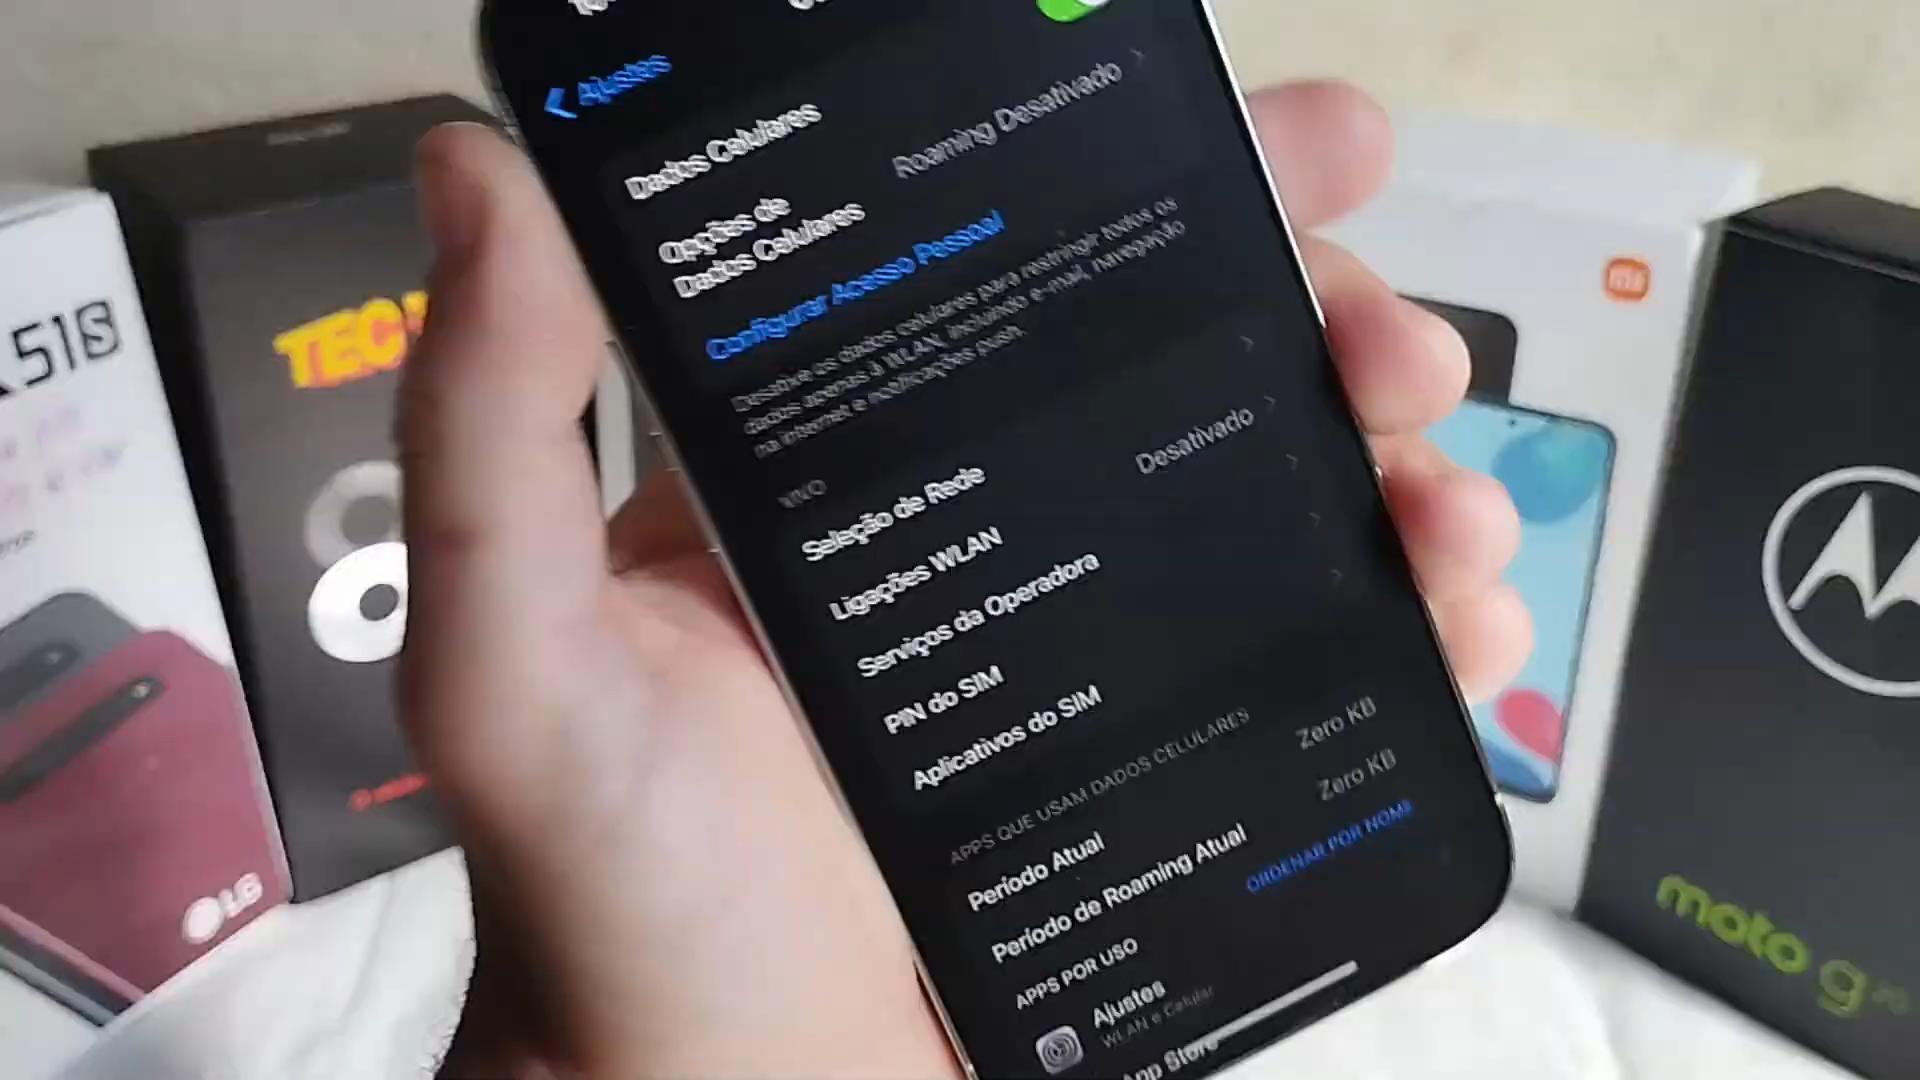 Ajustes
Dados Celulares
Opções de
Dados Celulares
Roaming Desativado
Configurar Acesso Pessoal
Desative os dados celulares para restringir todos os
dados apenas à WLAN, incluindo e-mail, navegação
na internet e notificações push.
VIVO
Seleção de Rede
Ligações WLAN
Desativado
Serviços da Operadora
PIN do SIM
Aplicativos do SIM
APPS QUE USAM DADOS CELULARES
Período Atual
Zero KB
Período de Roaming Atual
Zero KB
APPS POR USO
ORDENAR POR NOME
Ajustes
WLAN e Celular
App Store
51S
LG
TEC
mi
moto g